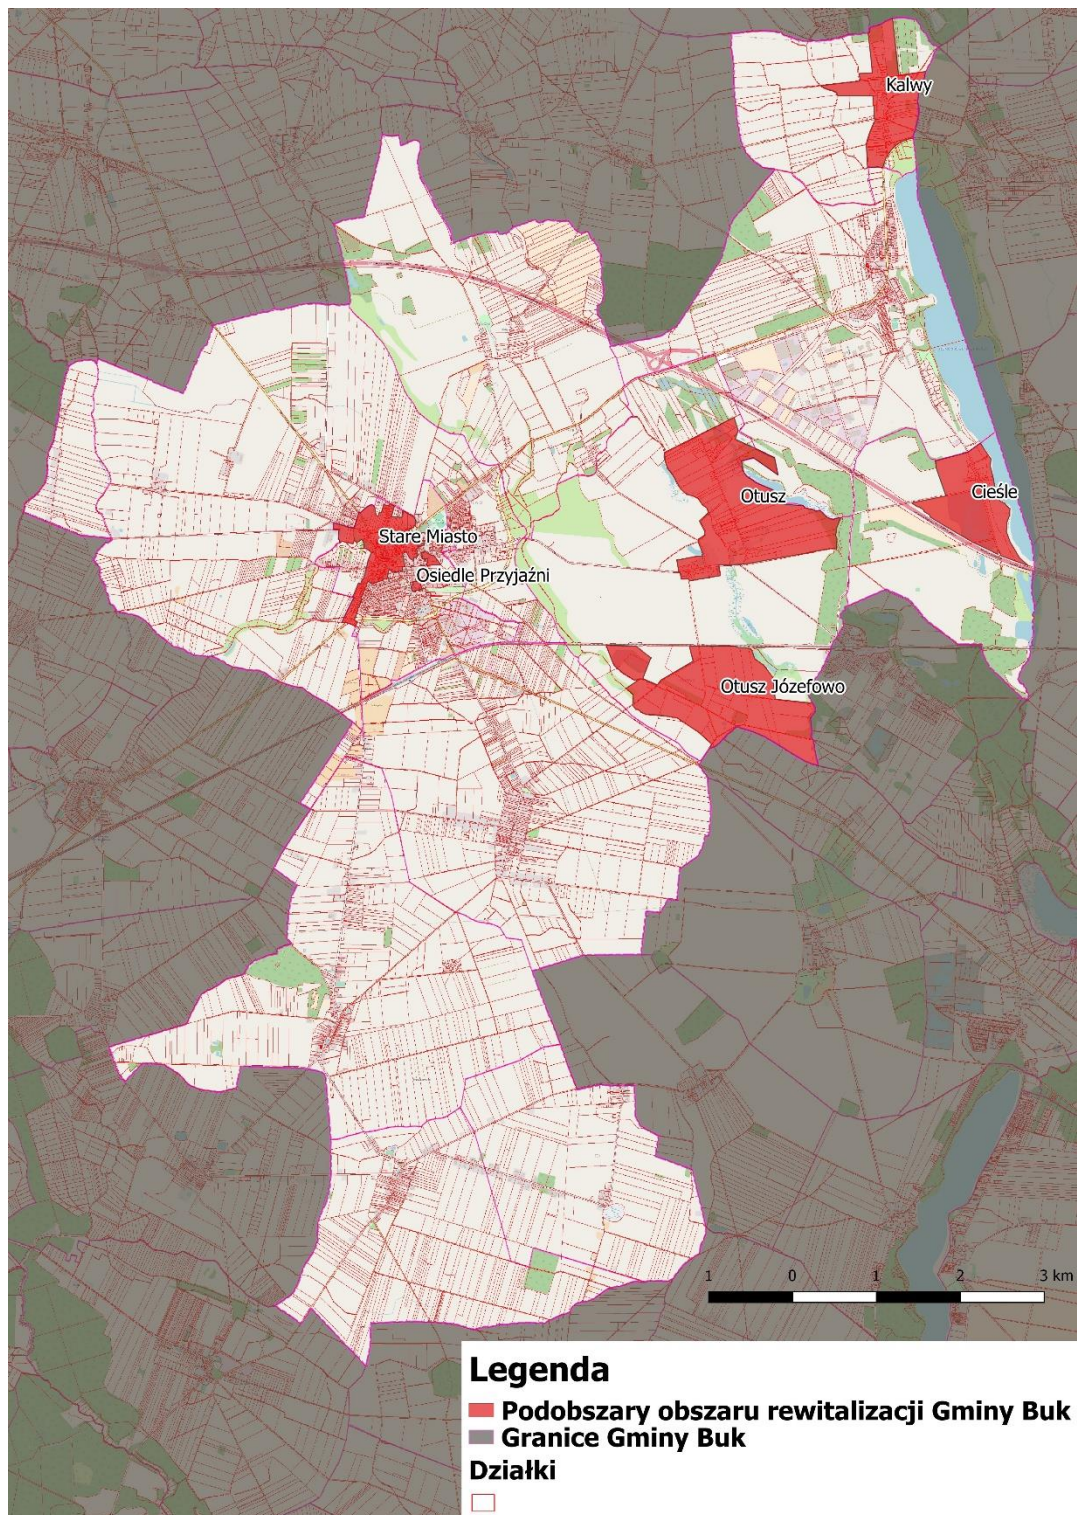 Kalwy
Cieśle
Otusz
Stare Miasto
Osiedle Przyjaźni
Otusz Józefowo
1 0 1 2 3 km
Legenda
Podobszary obszaru rewitalizacji Gminy Buk
Granice Gminy Buk
Działki